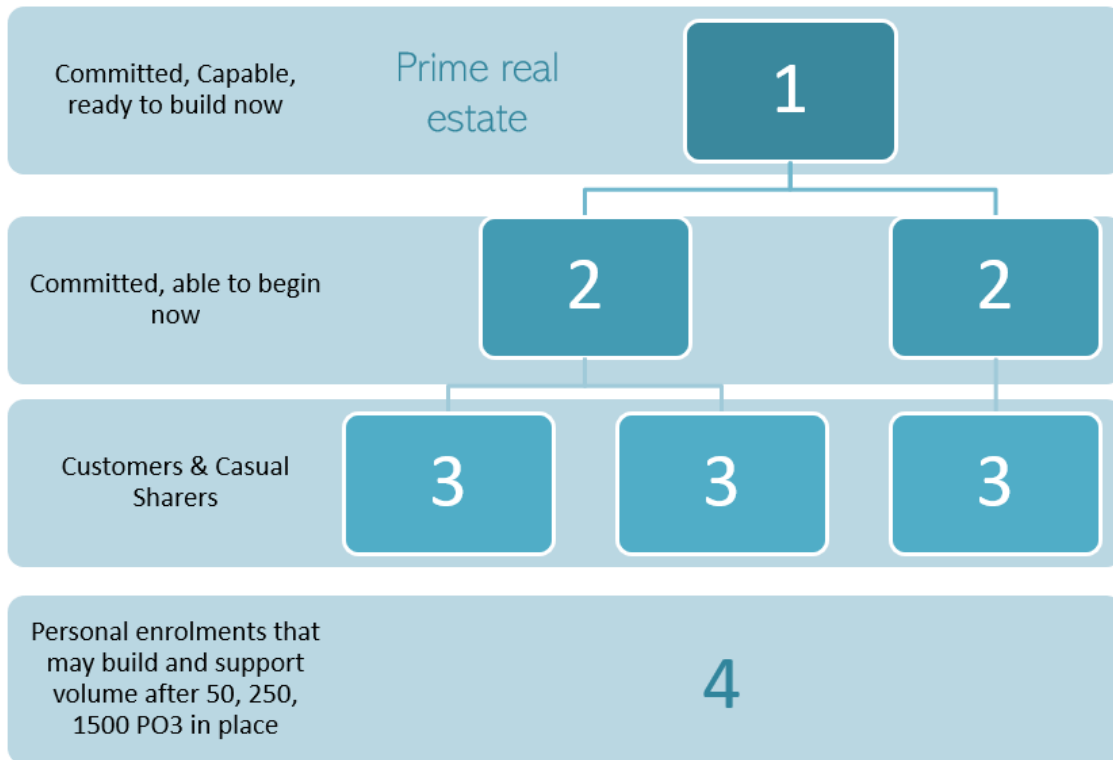 Committed, Capable,
ready to build now
Prime real
estate
1
Committed, able to begin
now
2
2
Customers & Casual
Sharers
3
3
3
Personal enrolments that
may build and support
volume after 50, 250,
1500 PO3 in place
4